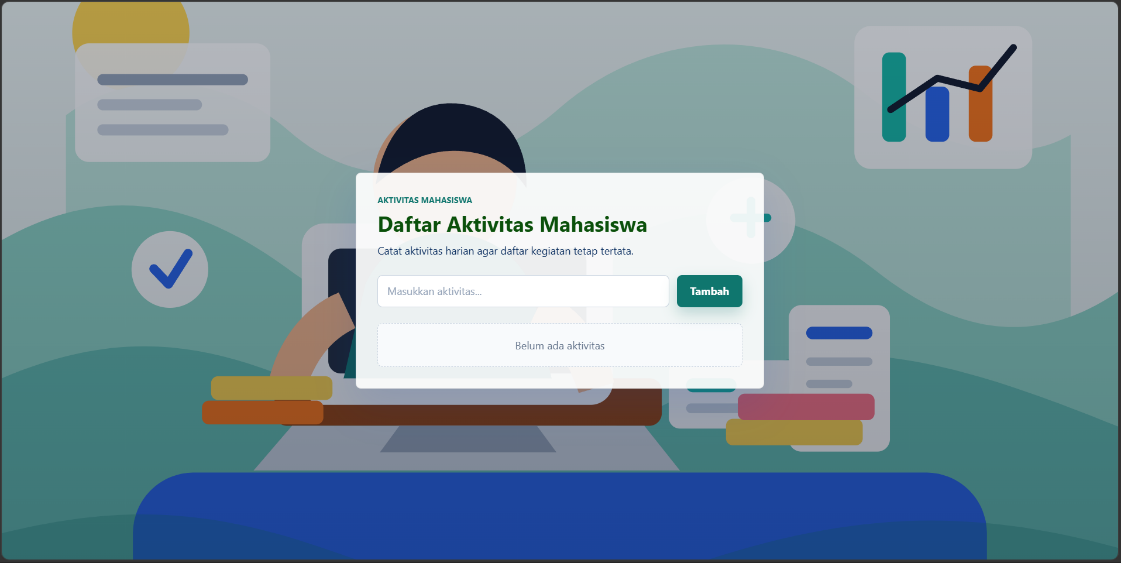 AKTIVITAS MAHASISWA
Daftar Aktivitas Mahasiswa
Catat aktivitas harian agar daftar kegiatan tetap tertata.
Masukkan aktivitas...
Tambah
Belum ada aktivitas